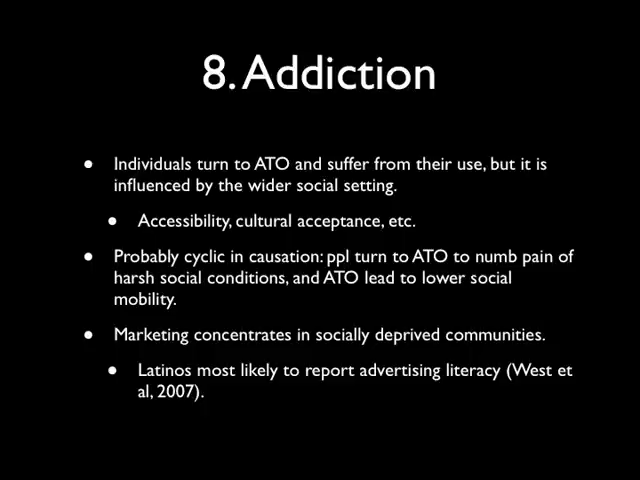 8. Addiction
• Individuals turn to ATO and suffer from their use, but it is
influenced by the wider social setting.
• Accessibility, cultural acceptance, etc.
• Probably cyclic in causation: ppl turn to ATO to numb pain of
harsh social conditions, and ATO lead to lower social
mobility.
• Marketing concentrates in socially deprived communities.
• Latinos most likely to report advertising literacy (West et
al, 2007).